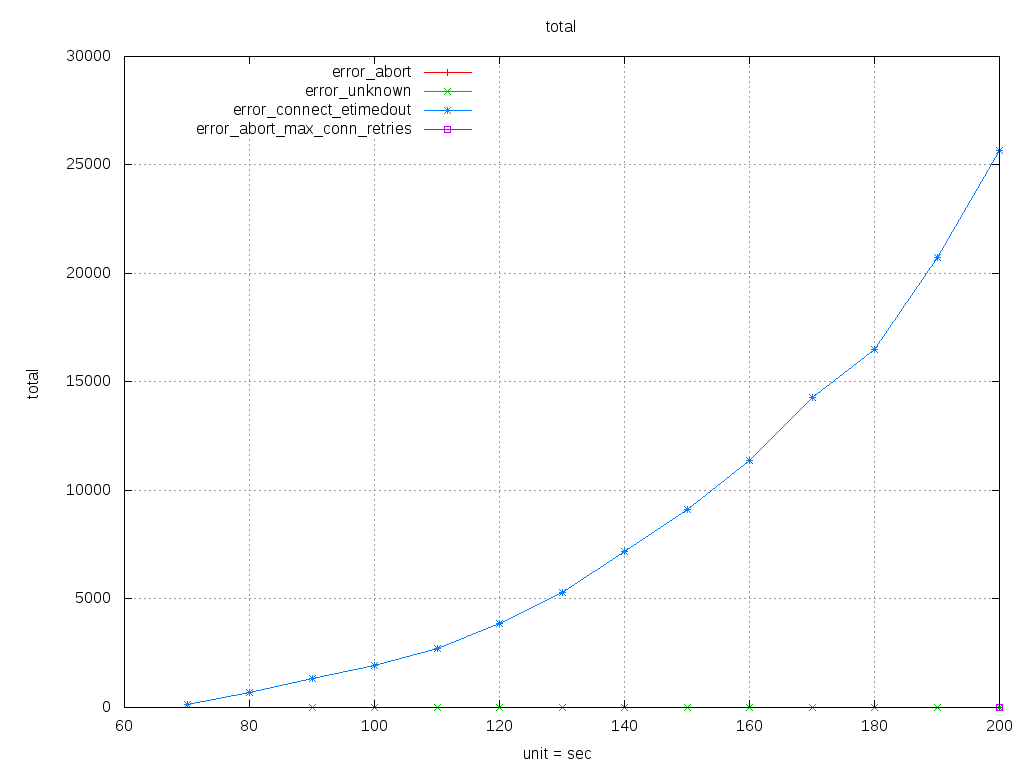 total
30000
25000
20000
15000
10000
5000
0
total
error_abort
error_unknown
error_connect_etimedout
error_abort_max_conn_retries
60 80 100 120 140 160 180 200
unit = sec